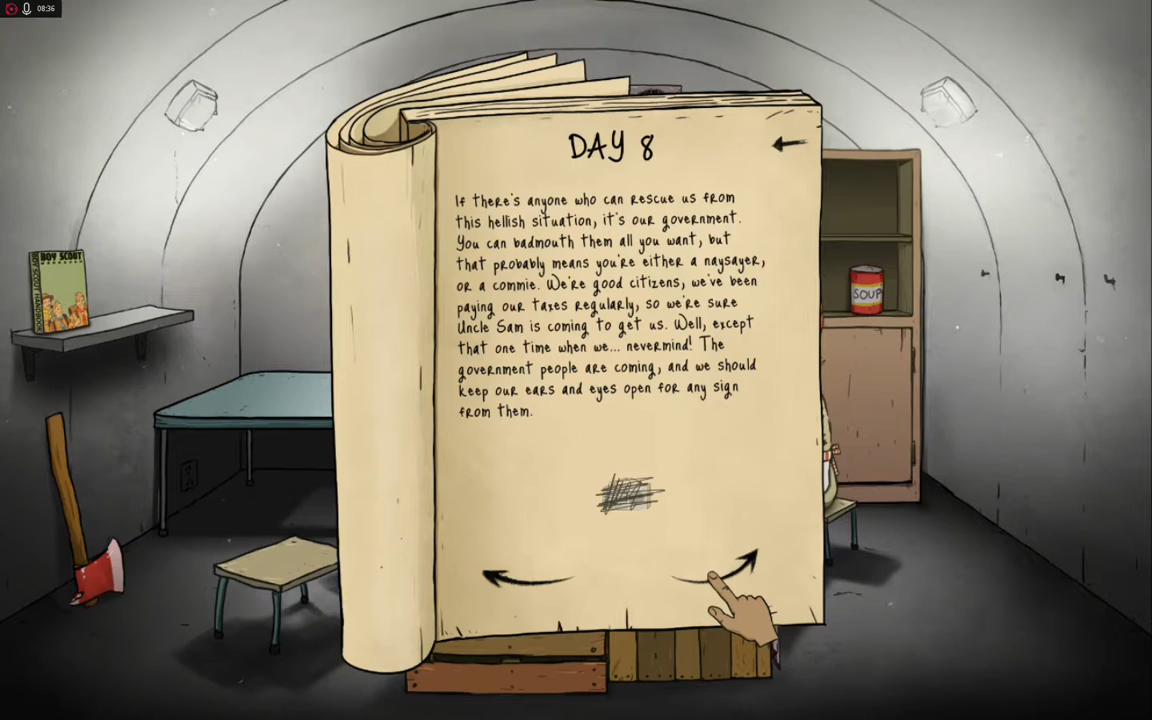 08:36
DAY 8
If there's anyone who can rescue us from
this hellish situation, it's our government.
You can badmouth them all you want, but
that probably means you're either a naysayer,
or a commie. We're good citizens, we've been
paying our taxes regularly, so we're sure
Uncle Sam is coming to get us. Well, except
that one time when we... nevermind! The
government people are coming, and we should
keep our ears and eyes open for any sign
from them.
BOY SCOUT
BOY SCOUT HANDBOOK
SOUP